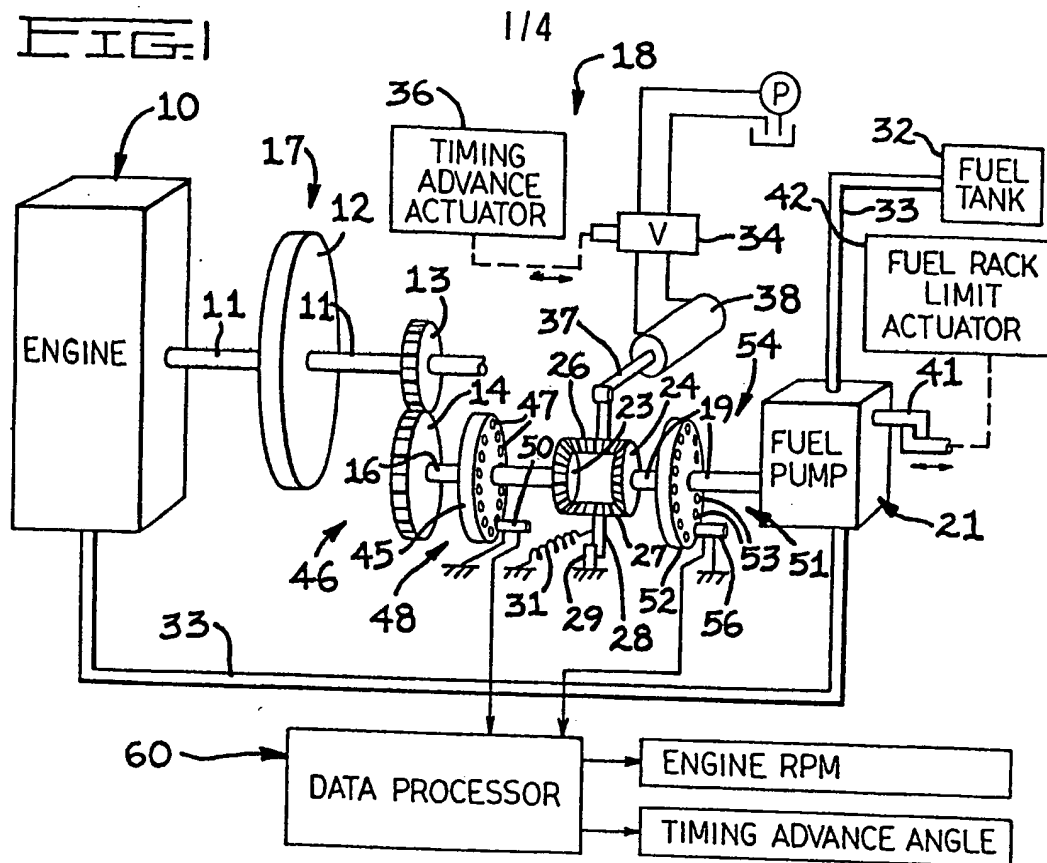 FIG.1
1/4
10
17
12
11
11
13
14
16
ENGINE
36
TIMING
ADVANCE
ACTUATOR
18
P
V
34
32
FUEL
TANK
33
42
FUEL RACK
LIMIT
ACTUATOR
38
37
54
26
23
24
19
47
50
41
FUEL
PUMP
21
46
45
48
31
29
28
27
52
53
51
56
33
60
DATA PROCESSOR
ENGINE RPM
TIMING ADVANCE ANGLE